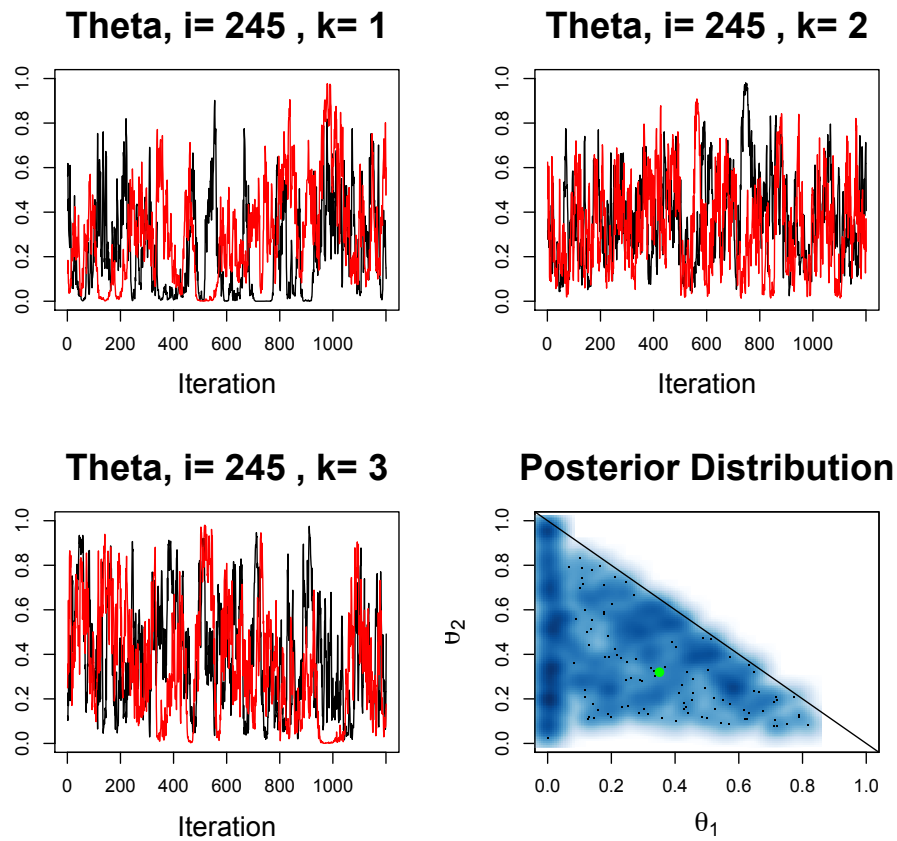 Theta, i= 245 , k= 1
0.0 0.2 0.4 0.6 0.8 1.0
0 200 400 600 800 1000
Iteration
Theta, i= 245 , k= 2
0.0 0.2 0.4 0.6 0.8 1.0
0 200 400 600 800 1000
Iteration
Theta, i= 245 , k= 3
0.0 0.2 0.4 0.6 0.8 1.0
0 200 400 600 800 1000
Iteration
Posterior Distribution
θ2
0.0 0.2 0.4 0.6 0.8 1.0
0.0 0.2 0.4 0.6 0.8 1.0
θ1